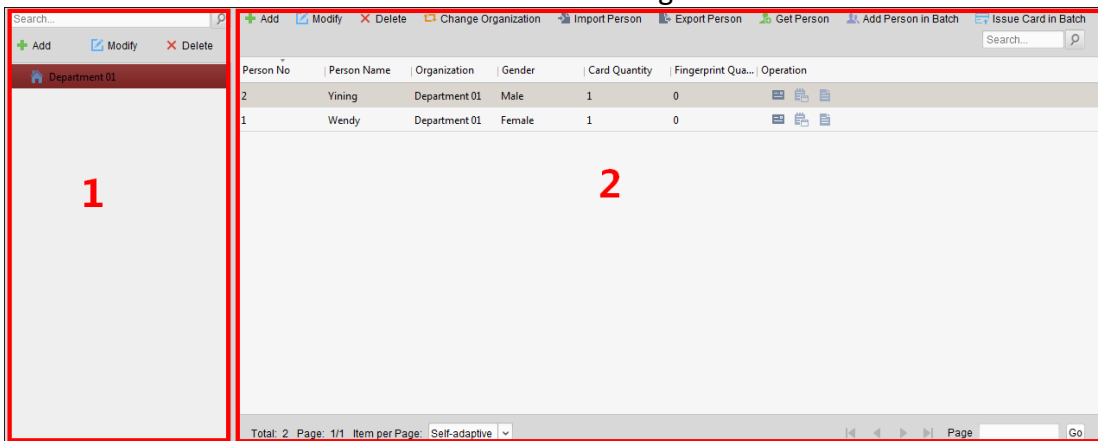 Search...
Add Modify Delete
Department 01
1
Add Modify Delete Change Organization Import Person Export Person Get Person Add Person in Batch Issue Card in Batch
Search...
Person No Person Name Organization Gender Card Quantity Fingerprint Qua... Operation
2 Yining Department 01 Male 1 0
1 Wendy Department 01 Female 1 0
2
Total: 2 Page: 1/1 Item per Page: Self-adaptive Page Go